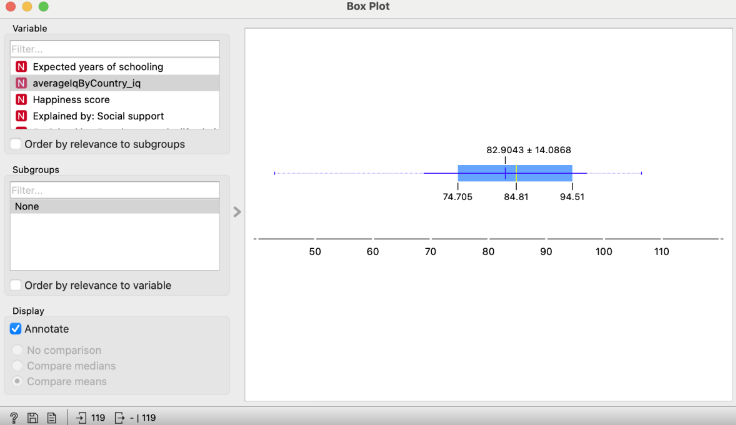 Box Plot
Variable
Filter...
N Expected years of schooling
N averageIqByCountry_iq
N Happiness score
N Explained by: Social support
Order by relevance to subgroups
Subgroups
Filter...
None
Order by relevance to variable
Display
Annotate
No comparison
Compare medians
Compare means
82.9043 ± 14.0868
74.705 84.81 94.51
50 60 70 80 90 100 110
? 119 - | 119